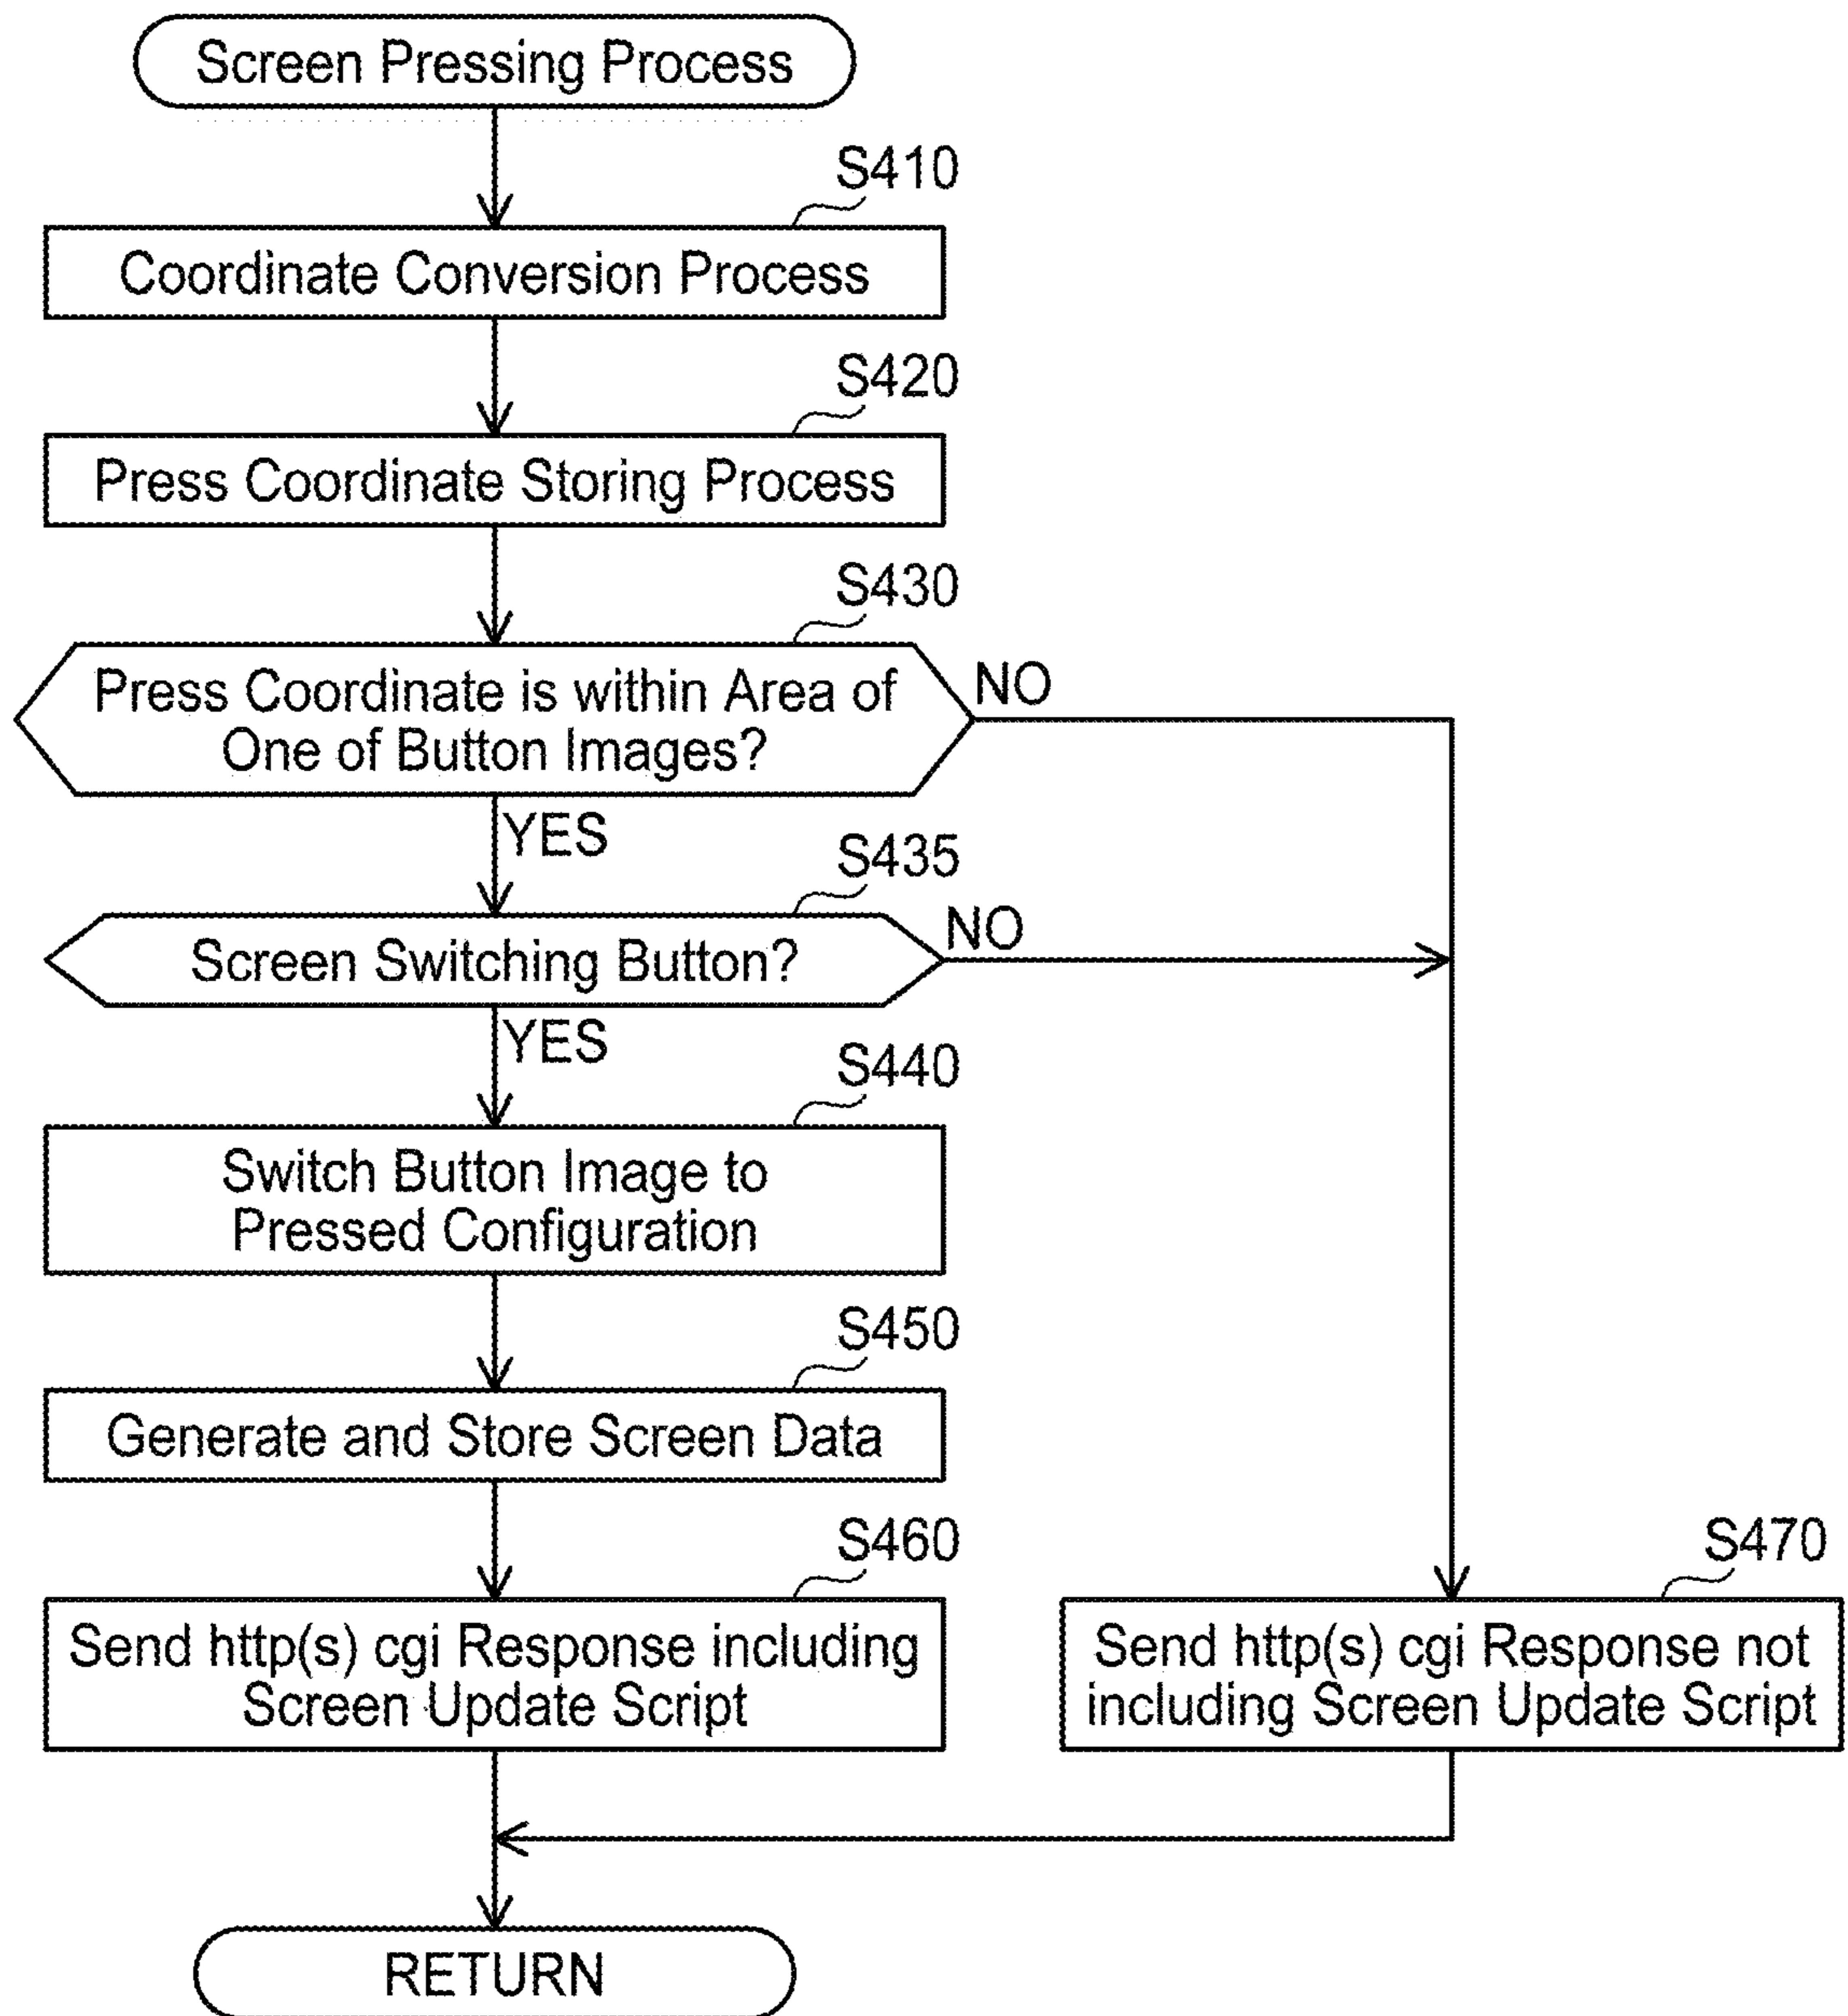 Screen Pressing Process
S410
Coordinate Conversion Process
S420
Press Coordinate Storing Process
S430
Press Coordinate is within Area of
One of Button Images?
NO
YES
S435
Screen Switching Button?
NO
YES
S440
Switch Button Image to
Pressed Configuration
S450
Generate and Store Screen Data
S460
Send http(s) cgi Response including
Screen Update Script
S470
Send http(s) cgi Response not
including Screen Update Script
RETURN